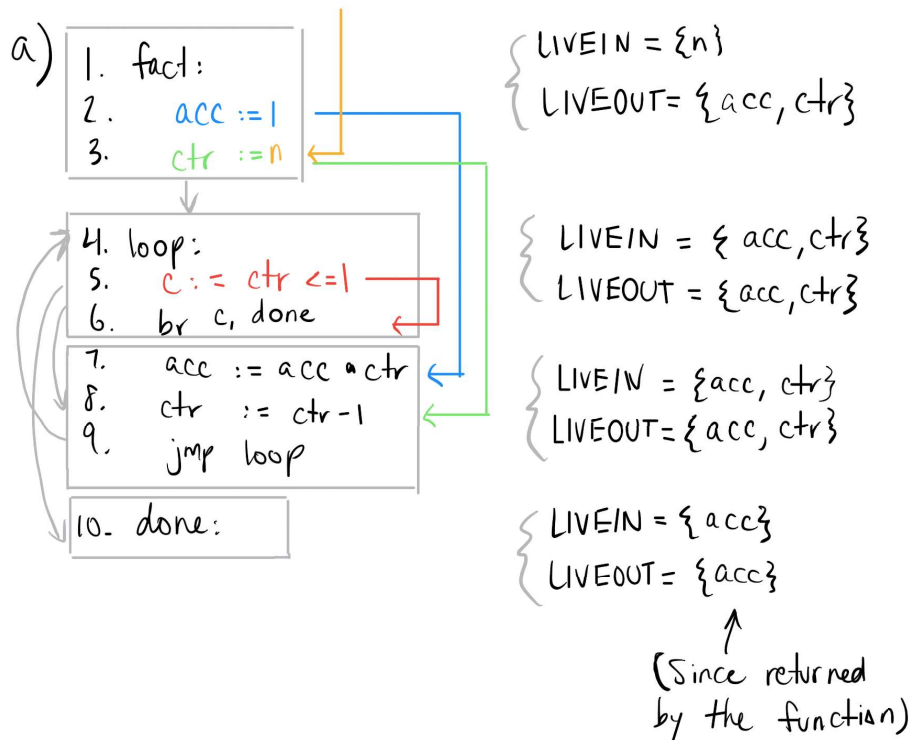 a)
1. fact:
2. acc := 1
3. ctr := n
LIVEIN = {n}
LIVEOUT = {acc, ctr}
4. loop:
5. c := ctr <= 1
6. br c, done
LIVEIN = {acc, ctr}
LIVEOUT = {acc, ctr}
7. acc := acc * ctr
8. ctr := ctr - 1
9. jmp loop
LIVEIN = {acc, ctr}
LIVEOUT = {acc, ctr}
10. done:
LIVEIN = {acc}
LIVEOUT = {acc}
(Since returned
by the function)